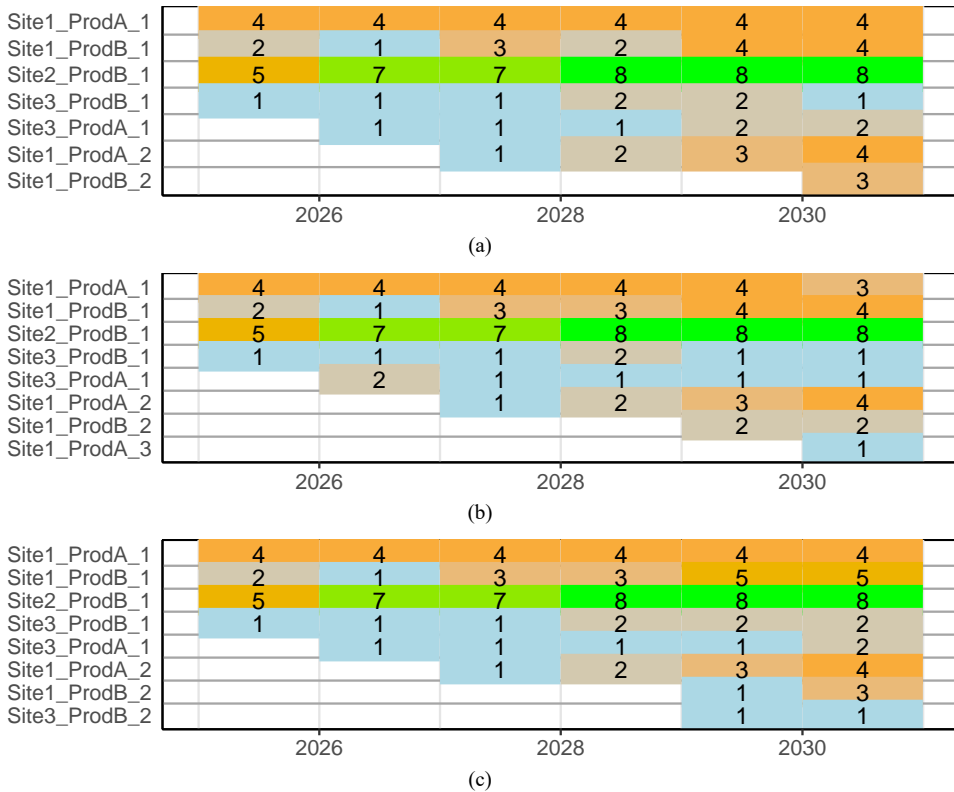 Site1_ProdA_1 4 4 4 4 4 4
Site1_ProdB_1 2 1 3 2 4 4
Site2_ProdB_1 5 7 7 8 8 8
Site3_ProdB_1 1 1 1 2 2 1
Site3_ProdA_1 1 1 1 2 2
Site1_ProdA_2 1 2 3 4
Site1_ProdB_2 3
2026 2028 2030
(a)
Site1_ProdA_1 4 4 4 4 4 3
Site1_ProdB_1 2 1 3 3 4 4
Site2_ProdB_1 5 7 7 8 8 8
Site3_ProdB_1 1 1 1 2 1 1
Site3_ProdA_1 2 1 1 1 1
Site1_ProdA_2 1 2 3 4
Site1_ProdB_2 2 2
Site1_ProdA_3 1
2026 2028 2030
(b)
Site1_ProdA_1 4 4 4 4 4 4
Site1_ProdB_1 2 1 3 3 5 5
Site2_ProdB_1 5 7 7 8 8 8
Site3_ProdB_1 1 1 1 2 2 2
Site3_ProdA_1 1 1 1 1 2
Site1_ProdA_2 1 2 3 4
Site1_ProdB_2 1 3
Site3_ProdB_2 1 1
2026 2028 2030
(c)